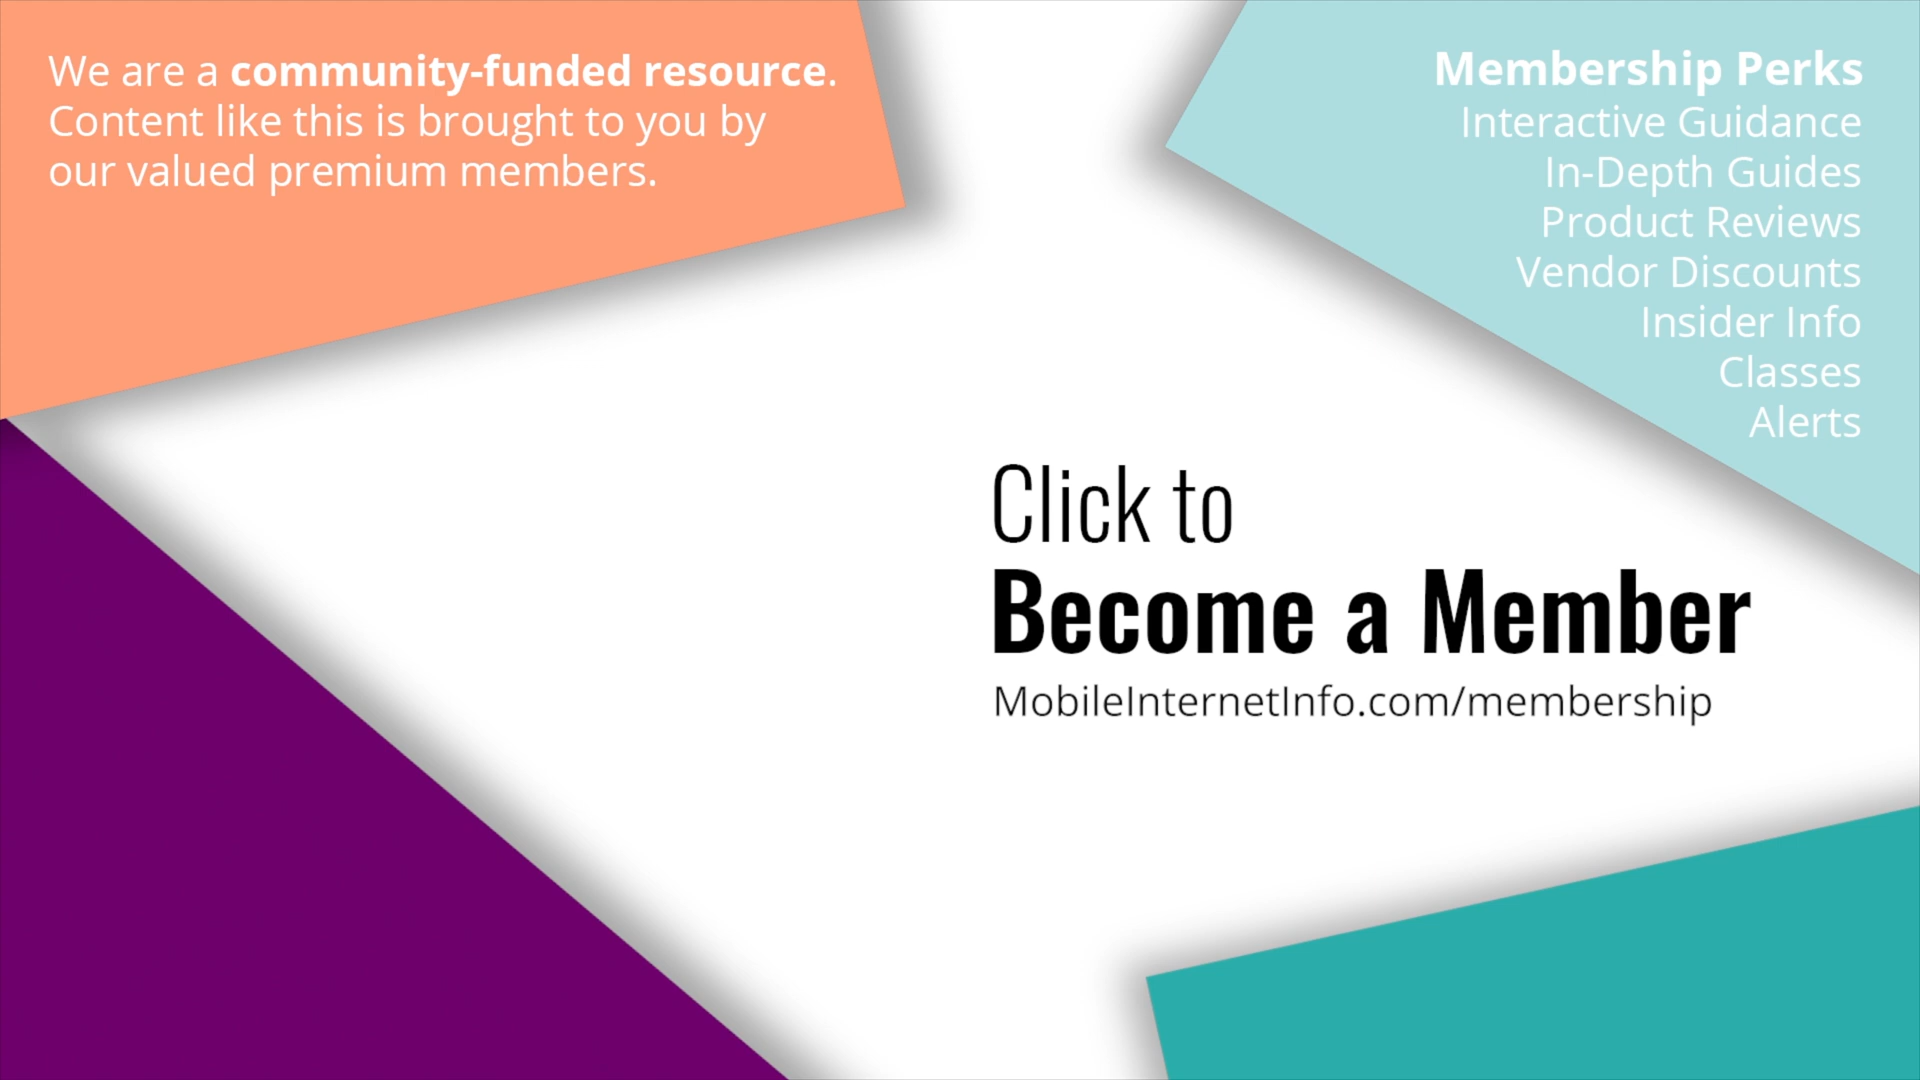 We are a community-funded resource.
Content like this is brought to you by
our valued premium members.
Membership Perks
Interactive Guidance
In-Depth Guides
Product Reviews
Vendor Discounts
Insider Info
Classes
Alerts
Click to
Become a Member
MobileInternetInfo.com/membership